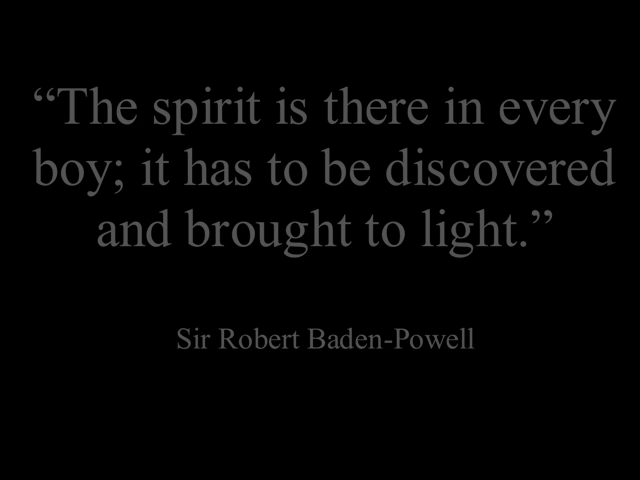 “The spirit is there in every
boy; it has to be discovered
and brought to light.”
Sir Robert Baden-Powell